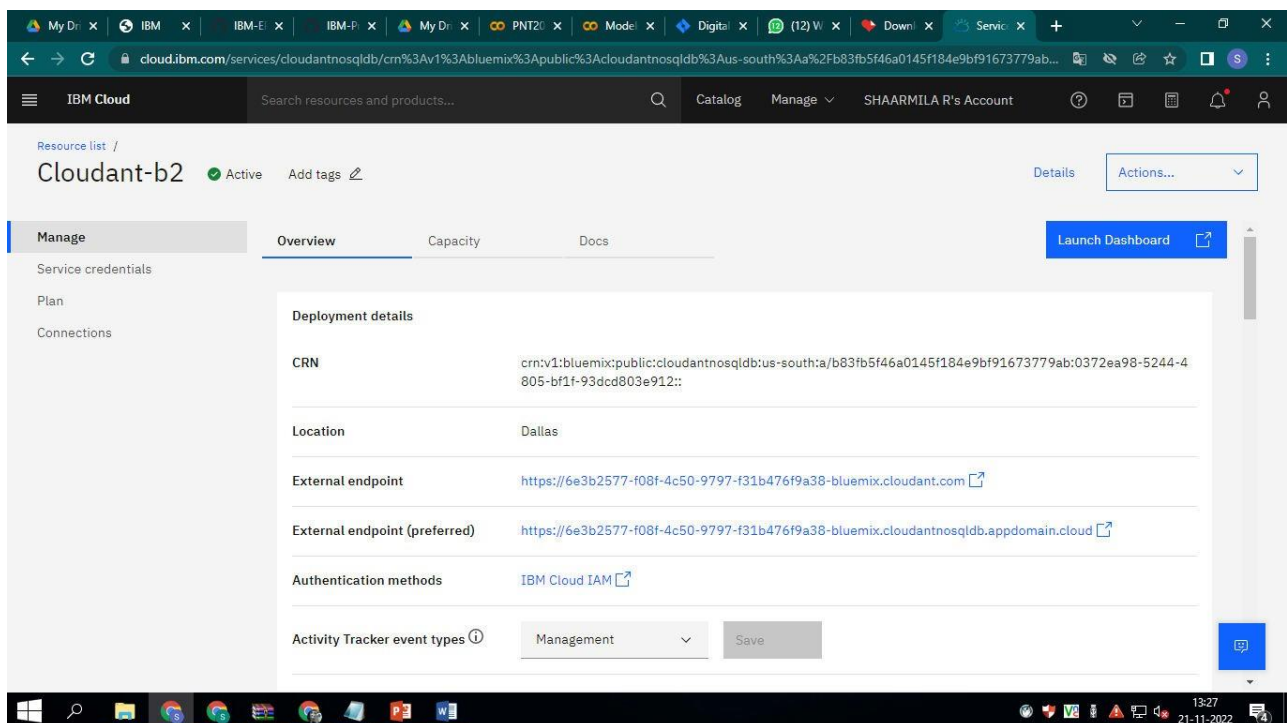 My Dri
IBM
IBM-El
IBM-Pr
My Dri
PNT20
Model
Digital
(12) W
Downl
Servic
cloud.ibm.com/services/cloudantnosqldb/crn%3Av1%3Abluemix%3Apublic%3Acloudantnosqldb%3Aus-south%3Aa%2Fb83fb5f46a0145f184e9bf91673779ab...
S
IBM Cloud
Search resources and products...
Catalog
Manage
SHAARMILA R's Account
Resource list /
Cloudant-b2
Active
Add tags
Details
Actions...
Manage
Overview
Capacity
Docs
Launch Dashboard
Service credentials
Plan
Connections
Deployment details
CRN
crn:v1:bluemix:public:cloudantnosqldb:us-south:a/b83fb5f46a0145f184e9bf91673779ab:0372ea98-5244-4
805-bf1f-93dcd803e912::
Location
Dallas
External endpoint
https://6e3b2577-f08f-4c50-9797-f31b476f9a38-bluemix.cloudant.com
External endpoint (preferred)
https://6e3b2577-f08f-4c50-9797-f31b476f9a38-bluemix.cloudantnosqldb.appdomain.cloud
Authentication methods
IBM Cloud IAM
Activity Tracker event types
Management
Save
13:27
21-11-2022